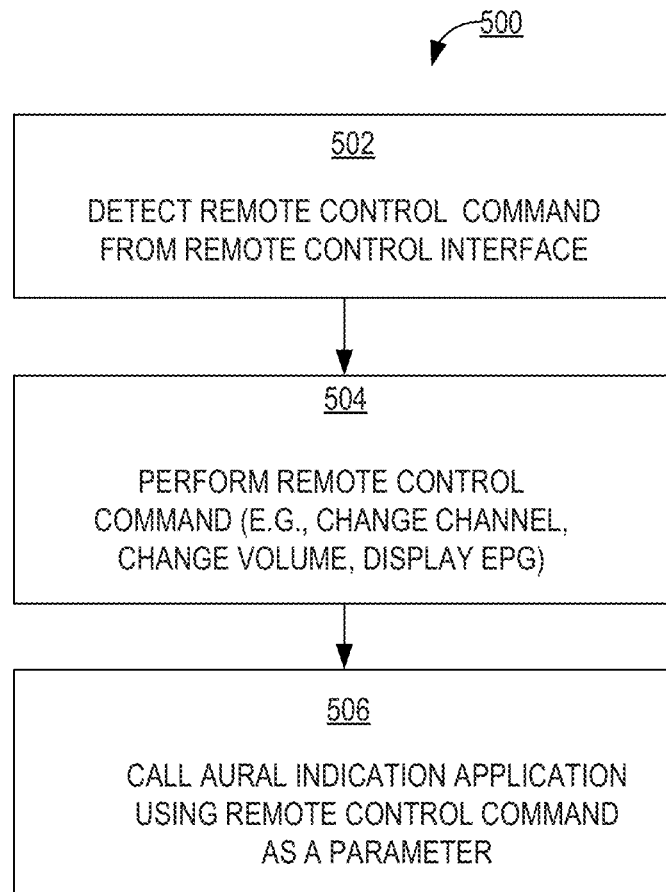 500
502
DETECT REMOTE CONTROL COMMAND
FROM REMOTE CONTROL INTERFACE
504
PERFORM REMOTE CONTROL
COMMAND (E.G., CHANGE CHANNEL,
CHANGE VOLUME, DISPLAY EPG)
506
CALL AURAL INDICATION APPLICATION
USING REMOTE CONTROL COMMAND
AS A PARAMETER